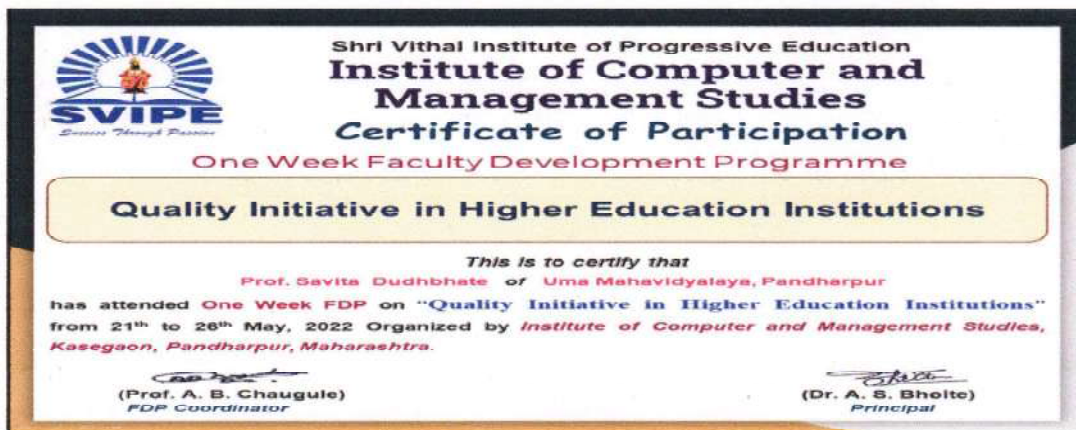 SVIPE
Success Through Passion
Shri Vithal Institute of Progressive Education
Institute of Computer and
Management Studies
Certificate of Participation
One Week Faculty Development Programme
Quality Initiative in Higher Education Institutions
This is to certify that
Prof. Savita Dudhbhate of Uma Mahavidyalaya, Pandharpur
has attended One Week FDP on "Quality Initiative in Higher Education Institutions"
from 21th to 26th May, 2022 Organized by Institute of Computer and Management Studies,
Kasegaon, Pandharpur, Maharashtra.
(Prof. A. B. Chaugule)
FDP Coordinator
(Dr. A. S. Bhoite)
Principal